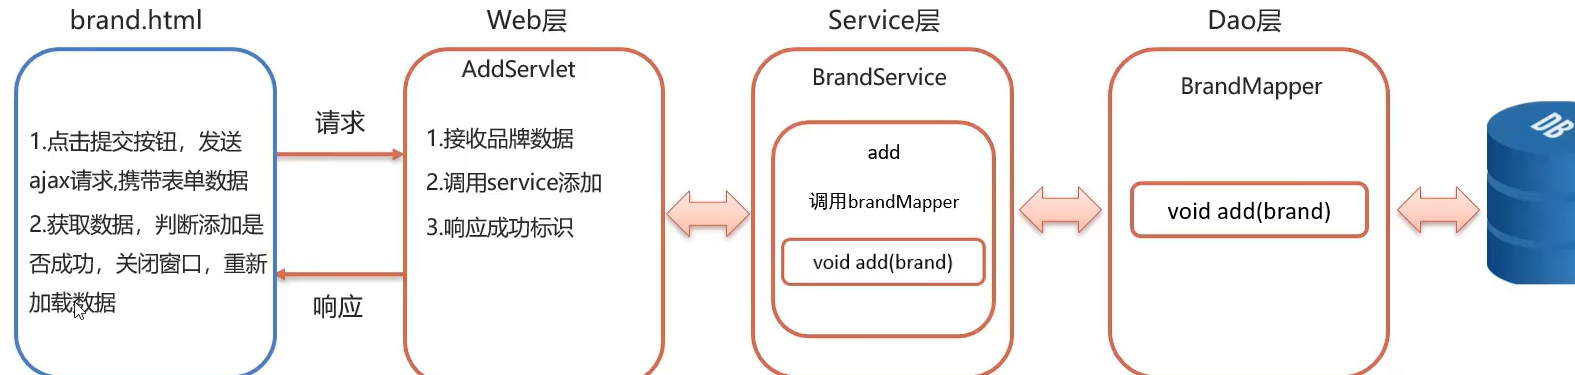 brand.html
Web层
Service层
Dao层
1.点击提交按钮，发送
ajax请求,携带表单数据
2.获取数据，判断添加是
否成功，关闭窗口，重新
加载数据
请求
响应
AddServlet
1.接收品牌数据
2.调用service添加
3.响应成功标识
BrandService
add
调用brandMapper
void add(brand)
BrandMapper
void add(brand)
DB